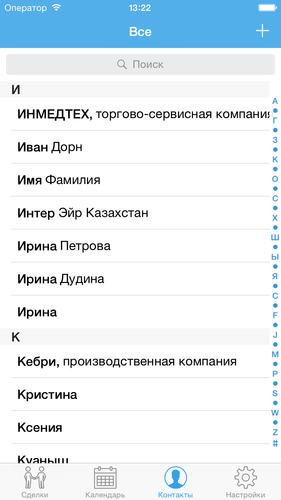 Оператор 13:22
Все
Поиск
И
ИНМЕДТЕХ, торгово-сервисная компания
Иван Дорн
Имя Фамилия
Интер Эйр Казахстан
Ирина Петрова
Ирина Дудина
Ирина
К
Кебри, производственная компания
Кристина
Ксения
Куаныш
А
Г
З
К
О
С
Х
Ш
Ы
Я
C
F
J
M
P
S
W
Z
#
Сделки Календарь Контакты Настройки